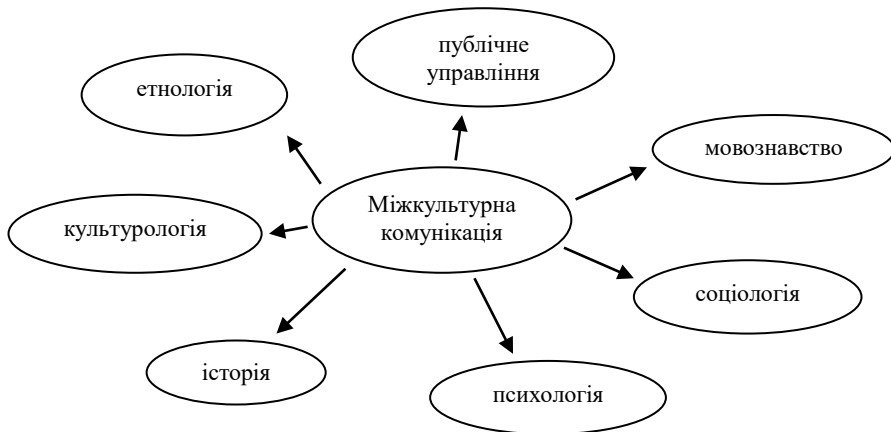 публічне
управління
етнологія
мовознавство
Міжкультурна
комунікація
культурологія
соціологія
історія
психологія